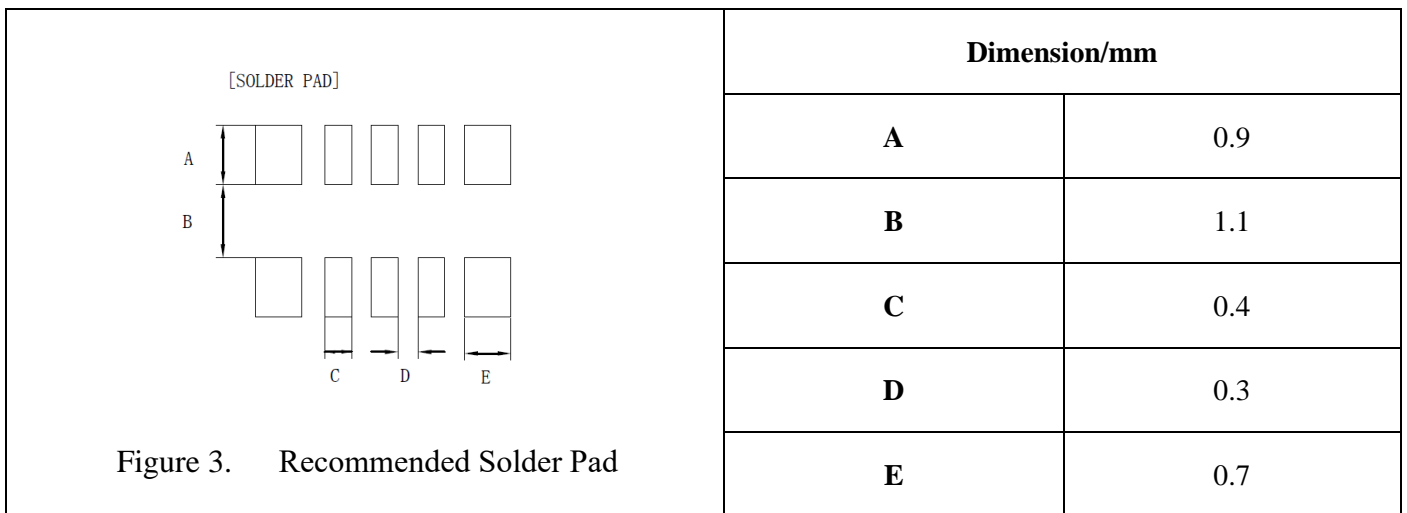 [SOLDER PAD]
A
B
C D E
Figure 3. Recommended Solder Pad
Dimension/mm
A 0.9
B 1.1
C 0.4
D 0.3
E 0.7